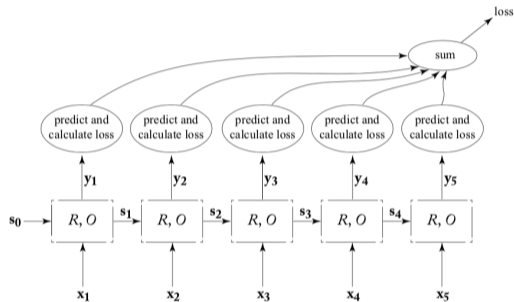 loss
sum
predict and
calculate loss
predict and
calculate loss
predict and
calculate loss
predict and
calculate loss
predict and
calculate loss
y1 y2 y3 y4 y5
s0 R, O s1 R, O s2 R, O s3 R, O s4 R, O
x1 x2 x3 x4 x5